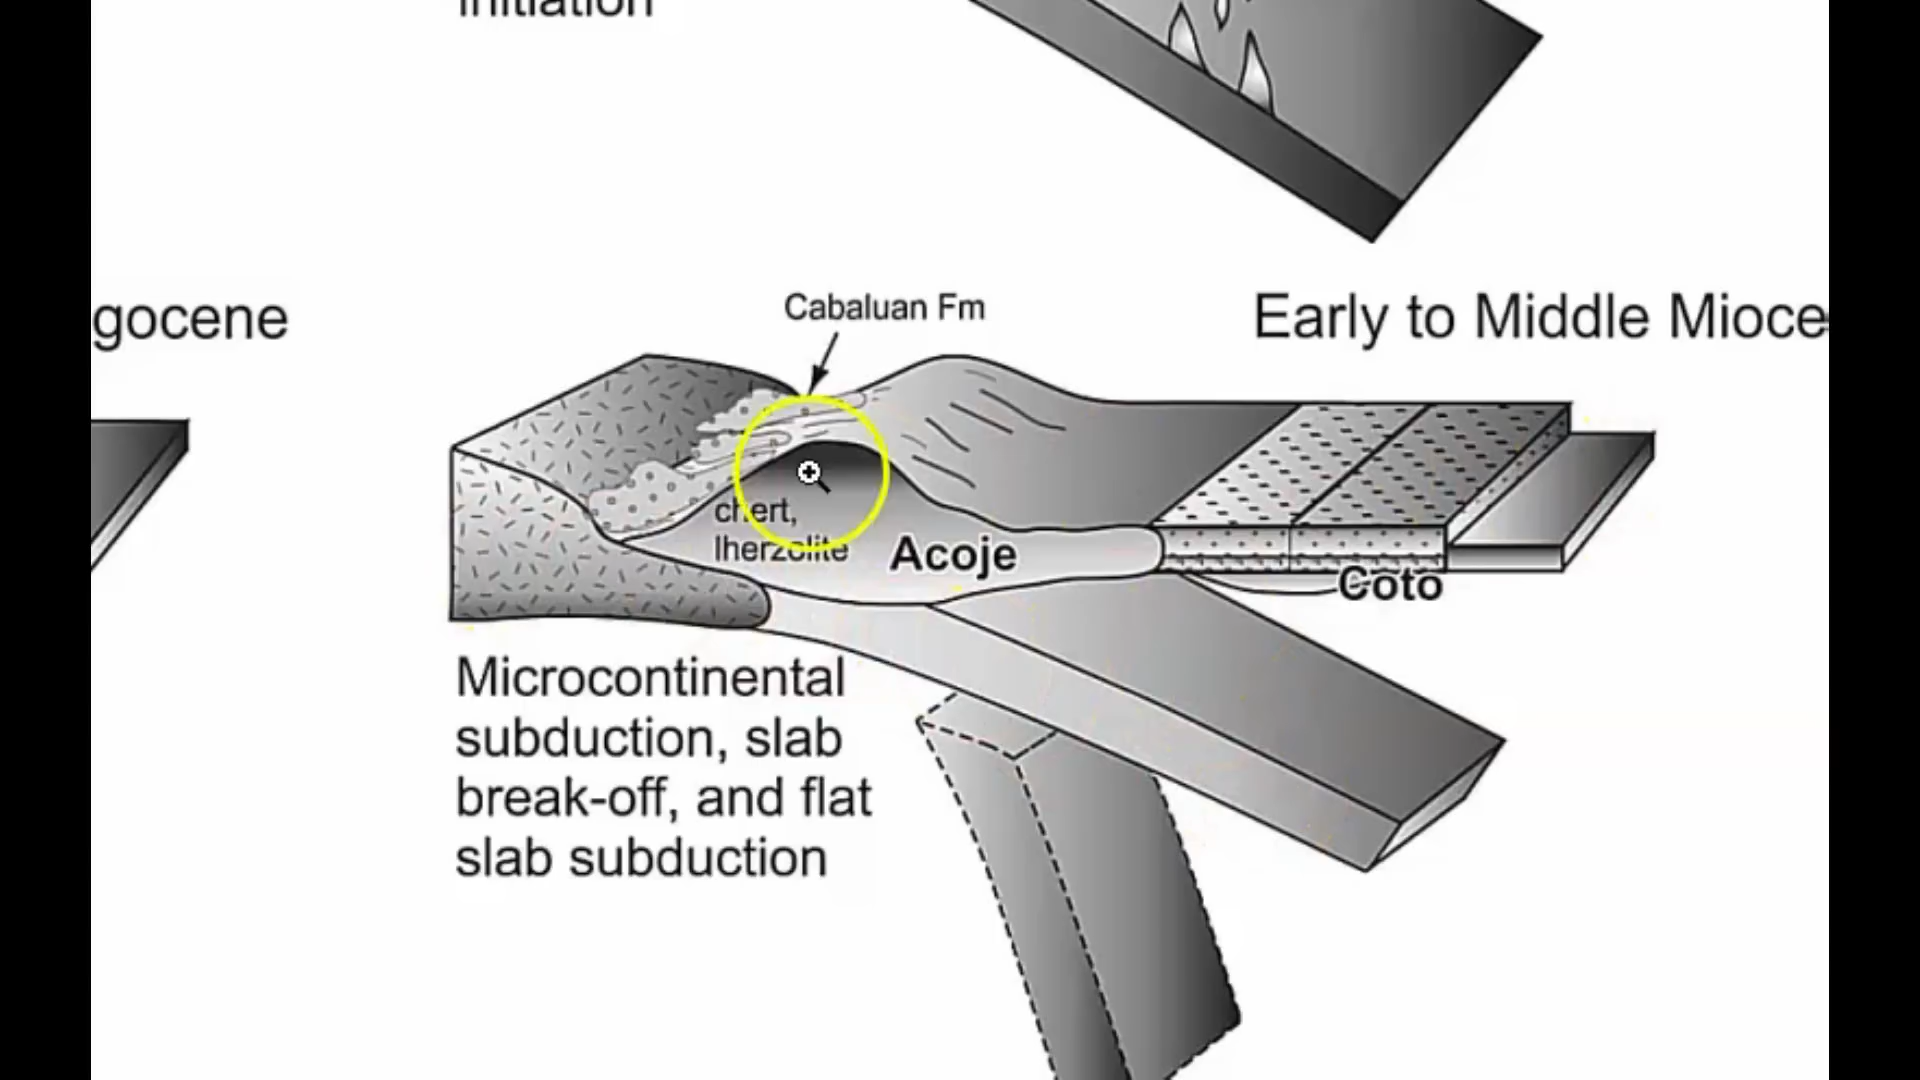 initiation
gocene
Cabaluan Fm
Early to Middle Mioce
chert,
lherzolite
Acoje
Coto
Microcontinental
subduction, slab
break-off, and flat
slab subduction